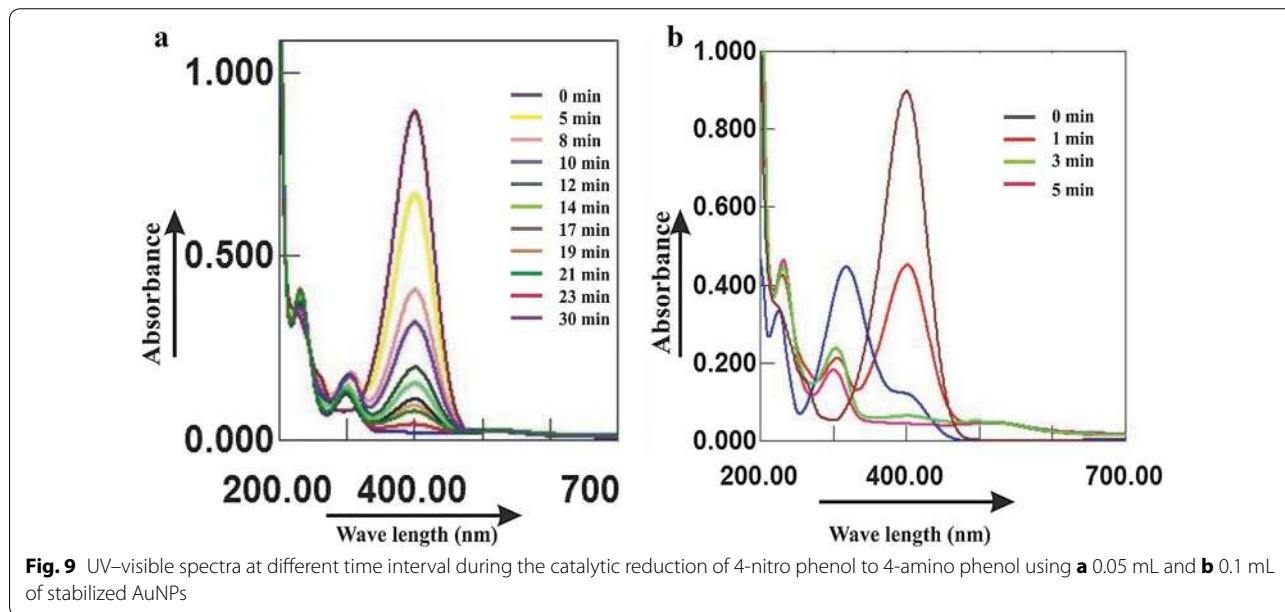 a
1.000
0.500
0.000
200.00 400.00 700
Absorbance
Wave length (nm)
0 min
5 min
8 min
10 min
12 min
14 min
17 min
19 min
21 min
23 min
30 min
b
1.000
0.800
0.600
0.400
0.200
0.000
200.00 400.00 700.00
Absorbance
Wave length (nm)
0 min
1 min
3 min
5 min
Fig. 9 UV–visible spectra at different time interval during the catalytic reduction of 4-nitro phenol to 4-amino phenol using a 0.05 mL and b 0.1 mL
of stabilized AuNPs